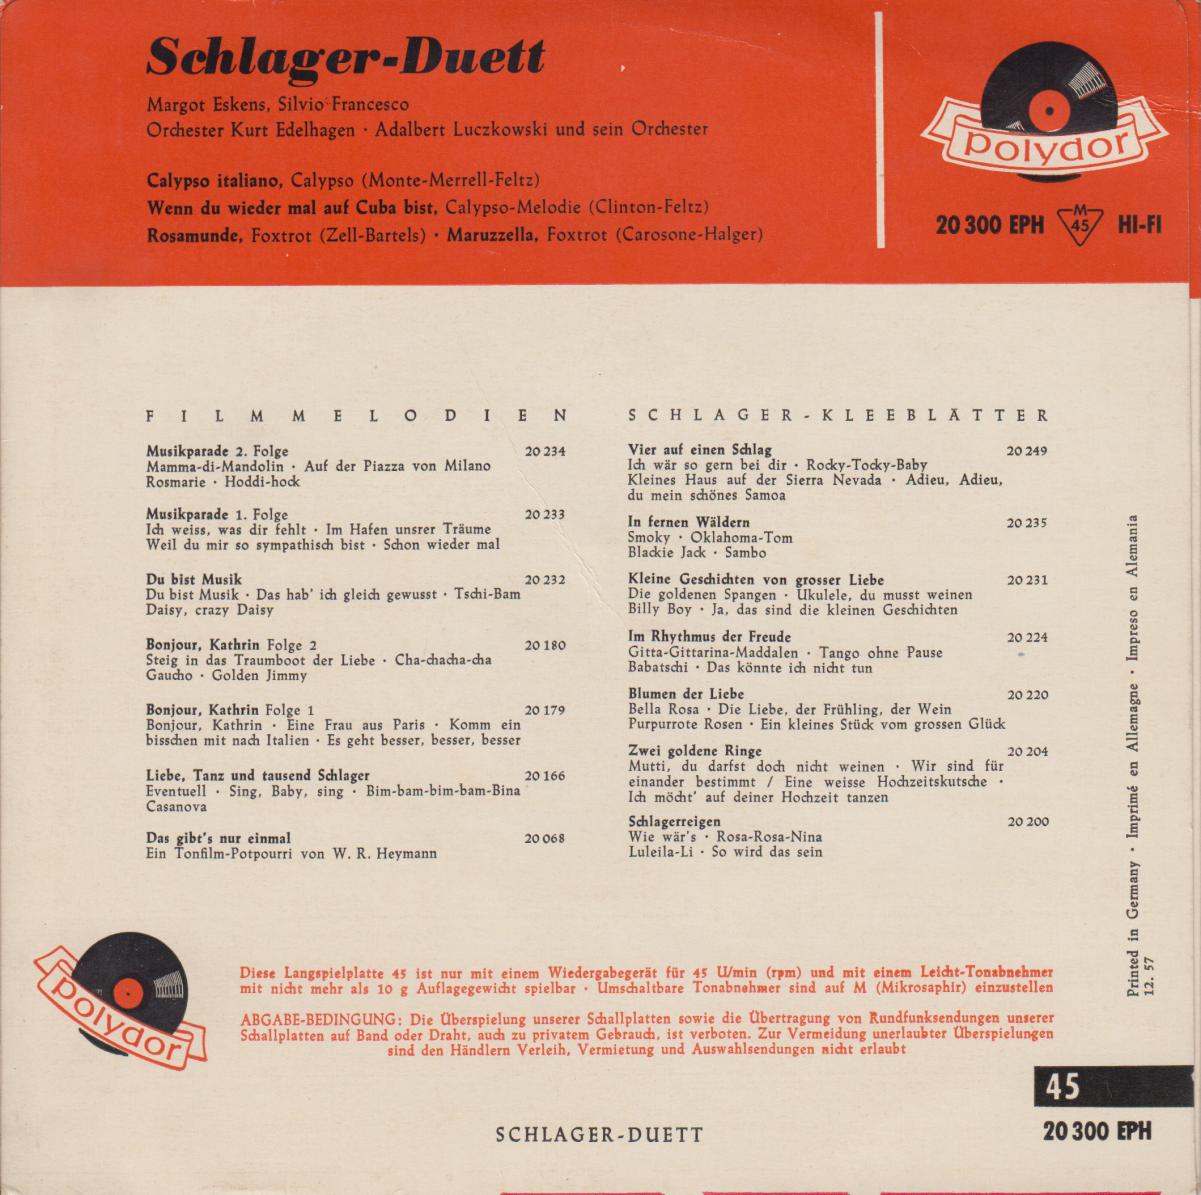 Schlager-Duett
Margot Eskens, Silvio Francesco
Orchester Kurt Edelhagen · Adalbert Luczkowski und sein Orchester
Calypso italiano, Calypso (Monte-Merrell-Feltz)
Wenn du wieder mal auf Cuba bist, Calypso-Melodie (Clinton-Feltz)
Rosamunde, Foxtrot (Zell-Bartels) · Maruzzella, Foxtrot (Carosone-Halger)
polydor
20 300 EPH M 45 HI-FI
FILMMELODIEN
Musikparade 2. Folge 20 234
Mamma-di-Mandolin · Auf der Piazza von Milano
Rosmarie · Hoddi-hock
Musikparade 1. Folge 20 233
Ich weiss, was dir fehlt · Im Hafen unsrer Träume
Weil du mir so sympathisch bist · Schon wieder mal
Du bist Musik 20 232
Du bist Musik · Das hab' ich gleich gewusst · Tschi-Bam
Daisy, crazy Daisy
Bonjour, Kathrin Folge 2 20 180
Steig in das Traumboot der Liebe · Cha-chacha-cha
Gaucho · Golden Jimmy
Bonjour, Kathrin Folge 1 20 179
Bonjour, Kathrin · Eine Frau aus Paris · Komm ein
bisschen mit nach Italien · Es geht besser, besser, besser
Liebe, Tanz und tausend Schlager 20 166
Eventuell · Sing, Baby, sing · Bim-bam-bim-bam-Bina
Casanova
Das gibt's nur einmal 20 068
Ein Tonfilm-Potpourri von W. R. Heymann
SCHLAGER-KLEEBLÄTTER
Vier auf einen Schlag 20 249
Ich wär so gern bei dir · Rocky-Tocky-Baby
Kleines Haus auf der Sierra Nevada · Adieu, Adieu,
du mein schönes Samoa
In fernen Wäldern 20 235
Smoky · Oklahoma-Tom
Blackie Jack · Sambo
Kleine Geschichten von grosser Liebe 20 231
Die goldenen Spangen · Ukulele, du musst weinen
Billy Boy · Ja, das sind die kleinen Geschichten
Im Rhythmus der Freude 20 224
Gitta-Gittarina-Maddalen · Tango ohne Pause
Babatschi · Das könnte ich nicht tun
Blumen der Liebe 20 220
Bella Rosa · Die Liebe, der Frühling, der Wein
Purpurrote Rosen · Ein kleines Stück vom grossen Glück
Zwei goldene Ringe 20 204
Mutti, du darfst doch nicht weinen · Wir sind für
einander bestimmt / Eine weisse Hochzeitskutsche ·
Ich möcht' auf deiner Hochzeit tanzen
Schlagerreigen 20 200
Wie wär's · Rosa-Rosa-Nina
Luleila-Li · So wird das sein
Printed in Germany · Imprimé en Allemagne · Impreso en Alemania
12. 57
polydor
Diese Langspielplatte 45 ist nur mit einem Wiedergabegerät für 45 U/min (rpm) und mit einem Leicht-Tonabnehmer
mit nicht mehr als 10 g Auflagegewicht spielbar · Umschaltbare Tonabnehmer sind auf M (Mikrosaphir) einzustellen
ABGABE-BEDINGUNG: Die Überspielung unserer Schallplatten sowie die Übertragung von Rundfunksendungen unserer
Schallplatten auf Band oder Draht, auch zu privatem Gebrauch, ist verboten. Zur Vermeidung unerlaubter Überspielungen
sind den Händlern Verleih, Vermietung und Auswahlsendungen nicht erlaubt
45
SCHLAGER-DUETT
20 300 EPH